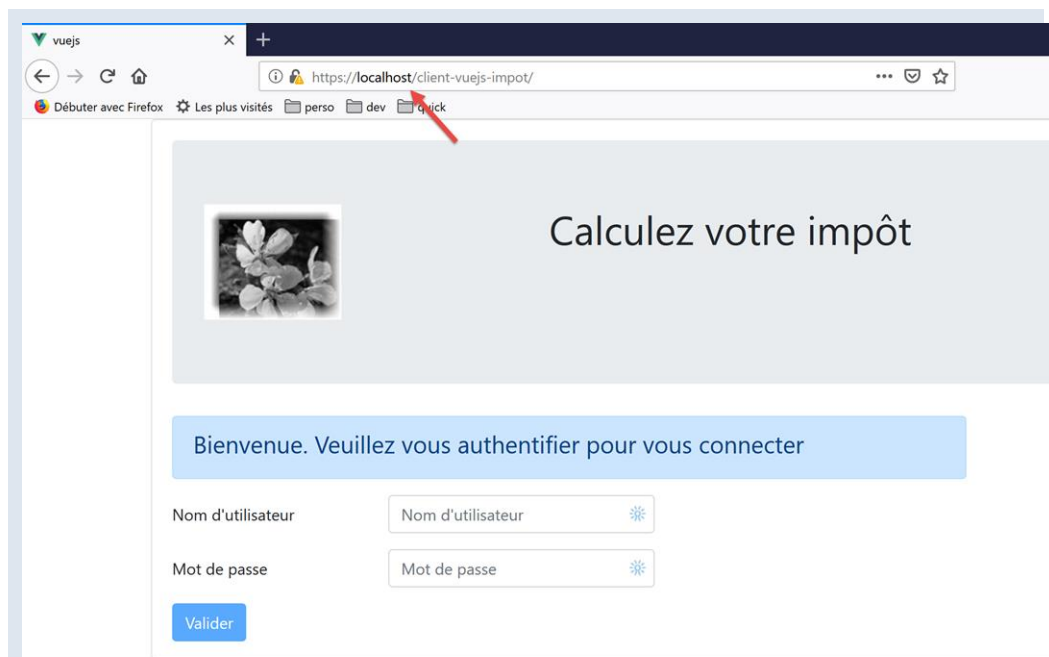 vuejs
https://localhost/client-vuejs-impot/
Débuter avec Firefox Les plus visités perso dev quick
Calculez votre impôt
Bienvenue. Veuillez vous authentifier pour vous connecter
Nom d'utilisateur Nom d'utilisateur
Mot de passe Mot de passe
Valider